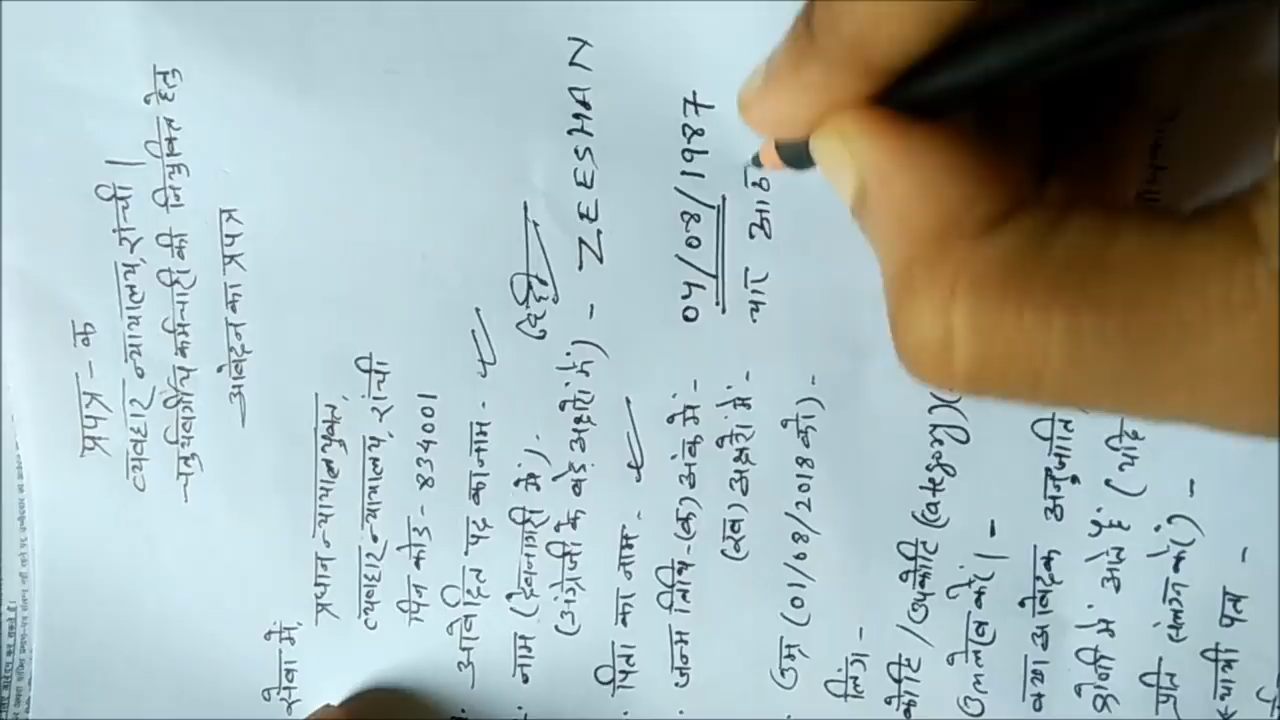 प्रपत्र - क
व्यवहार न्यायालय, रांची।
चतुर्थवर्गीय कर्मचारी की नियुक्ति हेतु
आवेदन का प्रपत्र
सेवा में,
प्रधान न्यायायुक्त,
व्यवहार न्यायालय, रांची
पिन कोड - 834001
आवेदित पद का नाम -
नाम (देवनागरी में). हिंदी
(अंग्रेजी के बड़े अक्षरों में) - ZEESHAN
पिता का नाम -
जन्म तिथि - (क) अंक में - 04/08/1987
(ख) अक्षरों में - चार आठ
उम्र (01/08/2018 को) -
लिंग -
कोटि / उपकोटि (Category)(
उल्लेख करें। -
क्या आवेदक अनुजाति
श्रेणी में आते हैं. (यदि
प्रति संलग्न करें) -
स्थायी पता -